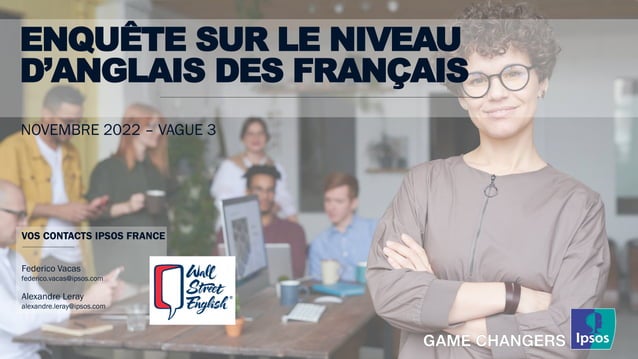 ENQUÊTE SUR LE NIVEAU
D'ANGLAIS DES FRANÇAIS
NOVEMBRE 2022 – VAGUE 3
VOS CONTACTS IPSOS FRANCE
Federico Vacas
federico.vacas@ipsos.com
Alexandre Leray
alexandre.leray@ipsos.com
Wall
Street
English
GAME CHANGERS
Ipsos